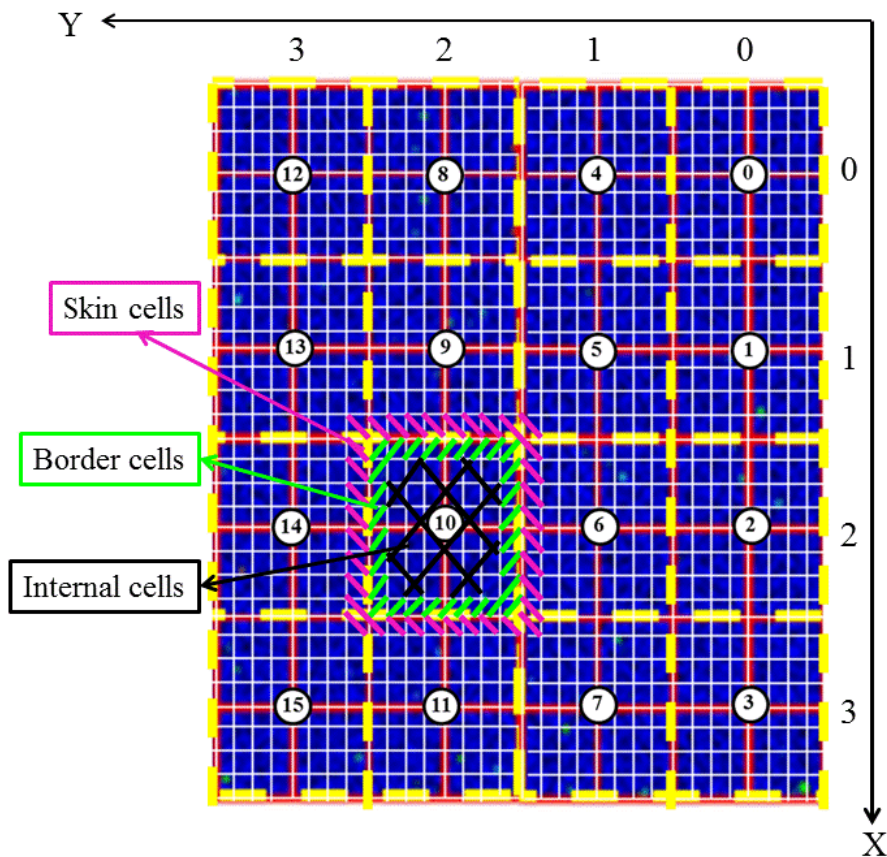 Y
3 2 1 0
12 8 4 0 0
Skin cells
13 9 5 1 1
Border cells
14 10 6 2 2
Internal cells
15 11 7 3 3
X